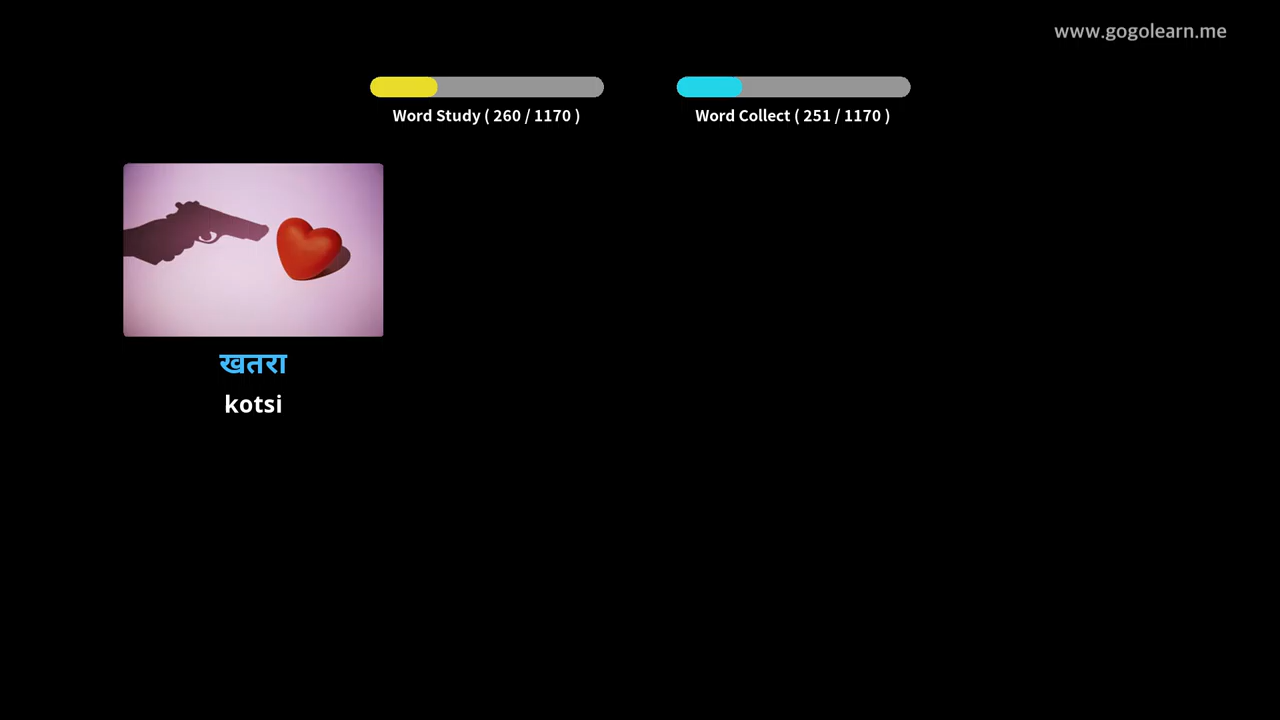 www.gogolearn.me
Word Study ( 260 / 1170 )
Word Collect ( 251 / 1170 )
खतरा
kotsi